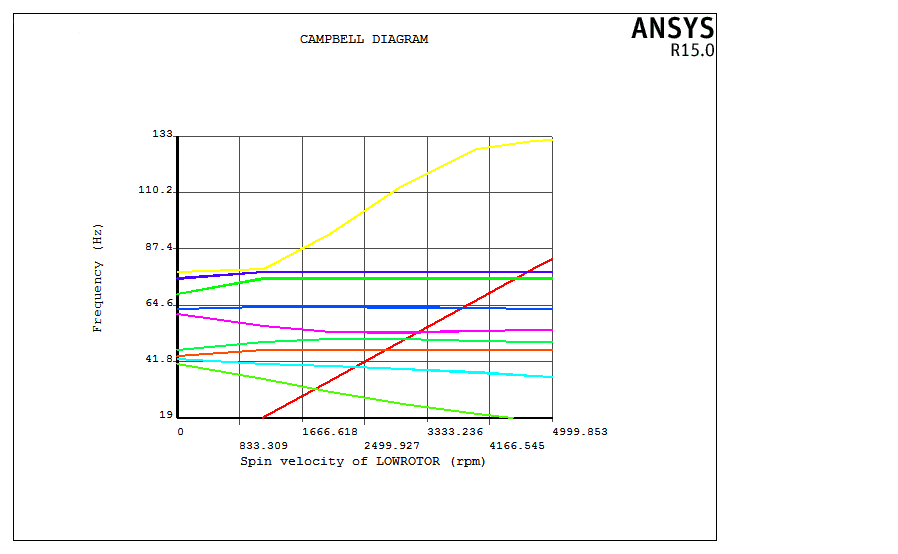 ANSYS
R15.0
CAMPBELL DIAGRAM
133
110.2
87.4
64.6
41.8
19
Frequency (Hz)
0
1666.618
3333.236
4999.853
833.309
2499.927
4166.545
Spin velocity of LOWROTOR (rpm)